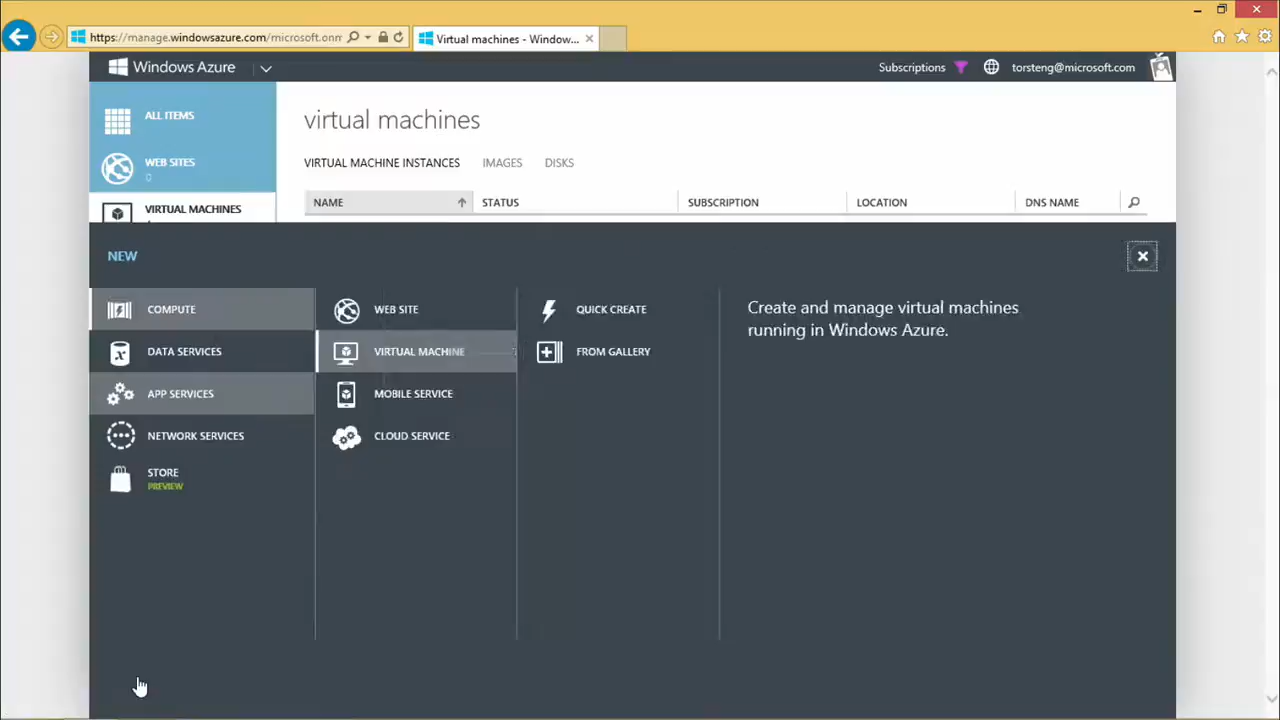 https://manage.windowsazure.com/microsoft.onm
Virtual machines - Window...
Windows Azure
Subscriptions
torsteng@microsoft.com
ALL ITEMS
WEB SITES
0
VIRTUAL MACHINES
virtual machines
VIRTUAL MACHINE INSTANCES IMAGES DISKS
NAME STATUS SUBSCRIPTION LOCATION DNS NAME
NEW
COMPUTE
DATA SERVICES
APP SERVICES
NETWORK SERVICES
STORE
PREVIEW
WEB SITE
VIRTUAL MACHINE
MOBILE SERVICE
CLOUD SERVICE
QUICK CREATE
FROM GALLERY
Create and manage virtual machines
running in Windows Azure.